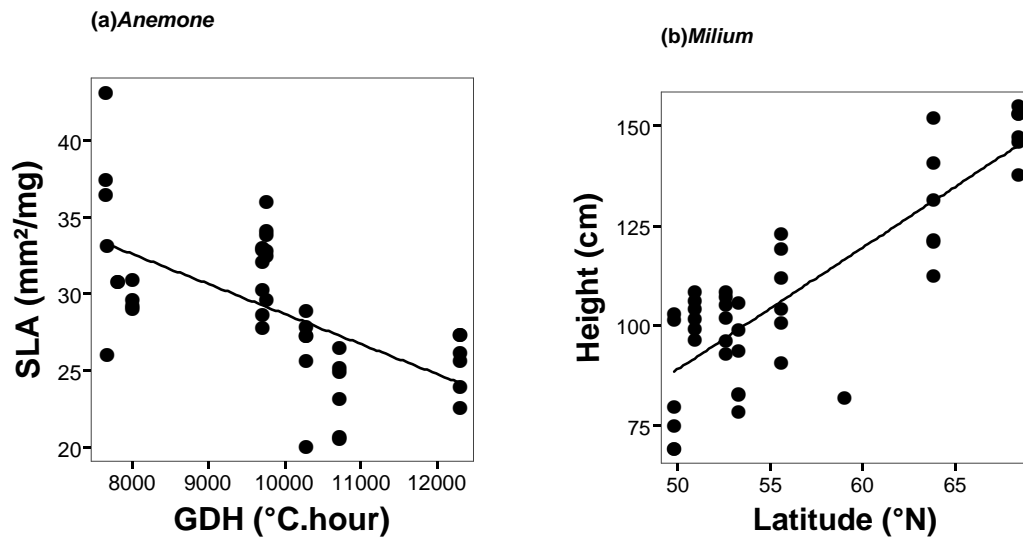 (a)Anemone
SLA (mm²/mg)
40
35
30
25
20
8000 9000 10000 11000 12000
GDH (°C.hour)
(b)Milium
Height (cm)
150
125
100
75
50 55 60 65
Latitude (°N)